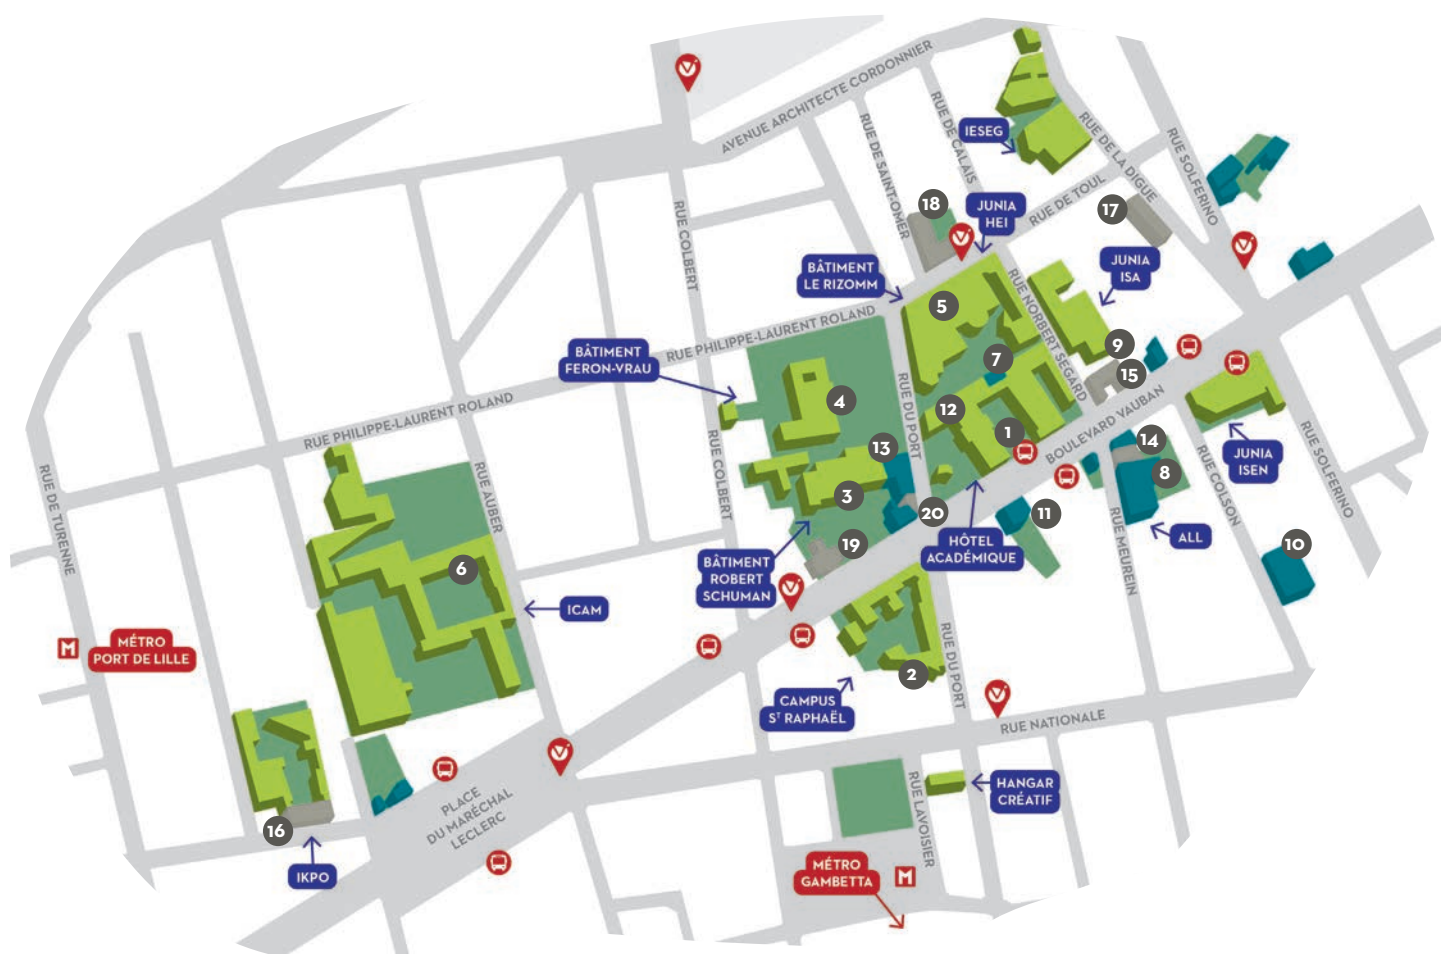 AVENUE ARCHITECTE CORDONNIER
RUE DE SAINT-OMER
RUE DE CALAIS
IESEG
RUE DE LA DIGUE
RUE SOLFERINO
RUE DE TOUL
17
18
JUNIA
HEI
RUE COLBERT
BÂTIMENT
LE RIZOMM
JUNIA
ISA
5
RUE NORBERT SEGARD
RUE PHILIPPE-LAURENT ROLAND
BÂTIMENT
FERON-VRAU
7
9
15
4
12
RUE DU PORT
1
BOULEVARD VAUBAN
RUE PHILIPPE-LAURENT ROLAND
13
14
8
JUNIA
ISEN
RUE SOLFERINO
RUE COLSON
RUE COLBERT
3
20
11
HÔTEL
ACADÉMIQUE
ALL
10
RUE DE TURENNE
RUE AUBER
19
6
BÂTIMENT
ROBERT
SCHUMAN
RUE MEUREIN
ICAM
M
MÉTRO
PORT DE LILLE
2
RUE DU PORT
CAMPUS
ST RAPHAËL
RUE NATIONALE
PLACE
DU MARÉCHAL
LECLERC
RUE LAVOISIER
HANGAR
CRÉATIF
16
IKPO
MÉTRO
GAMBETTA
M